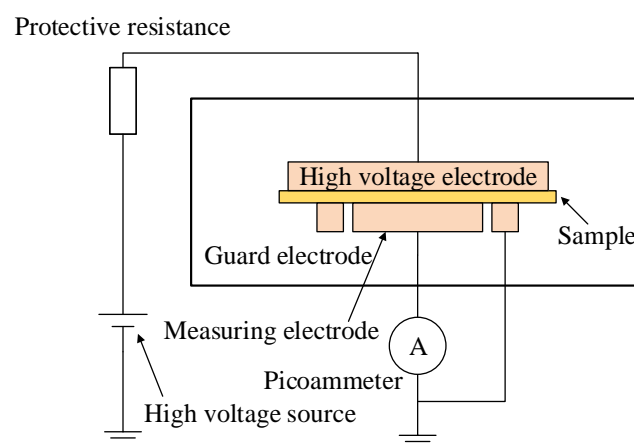 Protective resistance
High voltage electrode
Sample
Guard electrode
Measuring electrode
A
Picoammeter
High voltage source